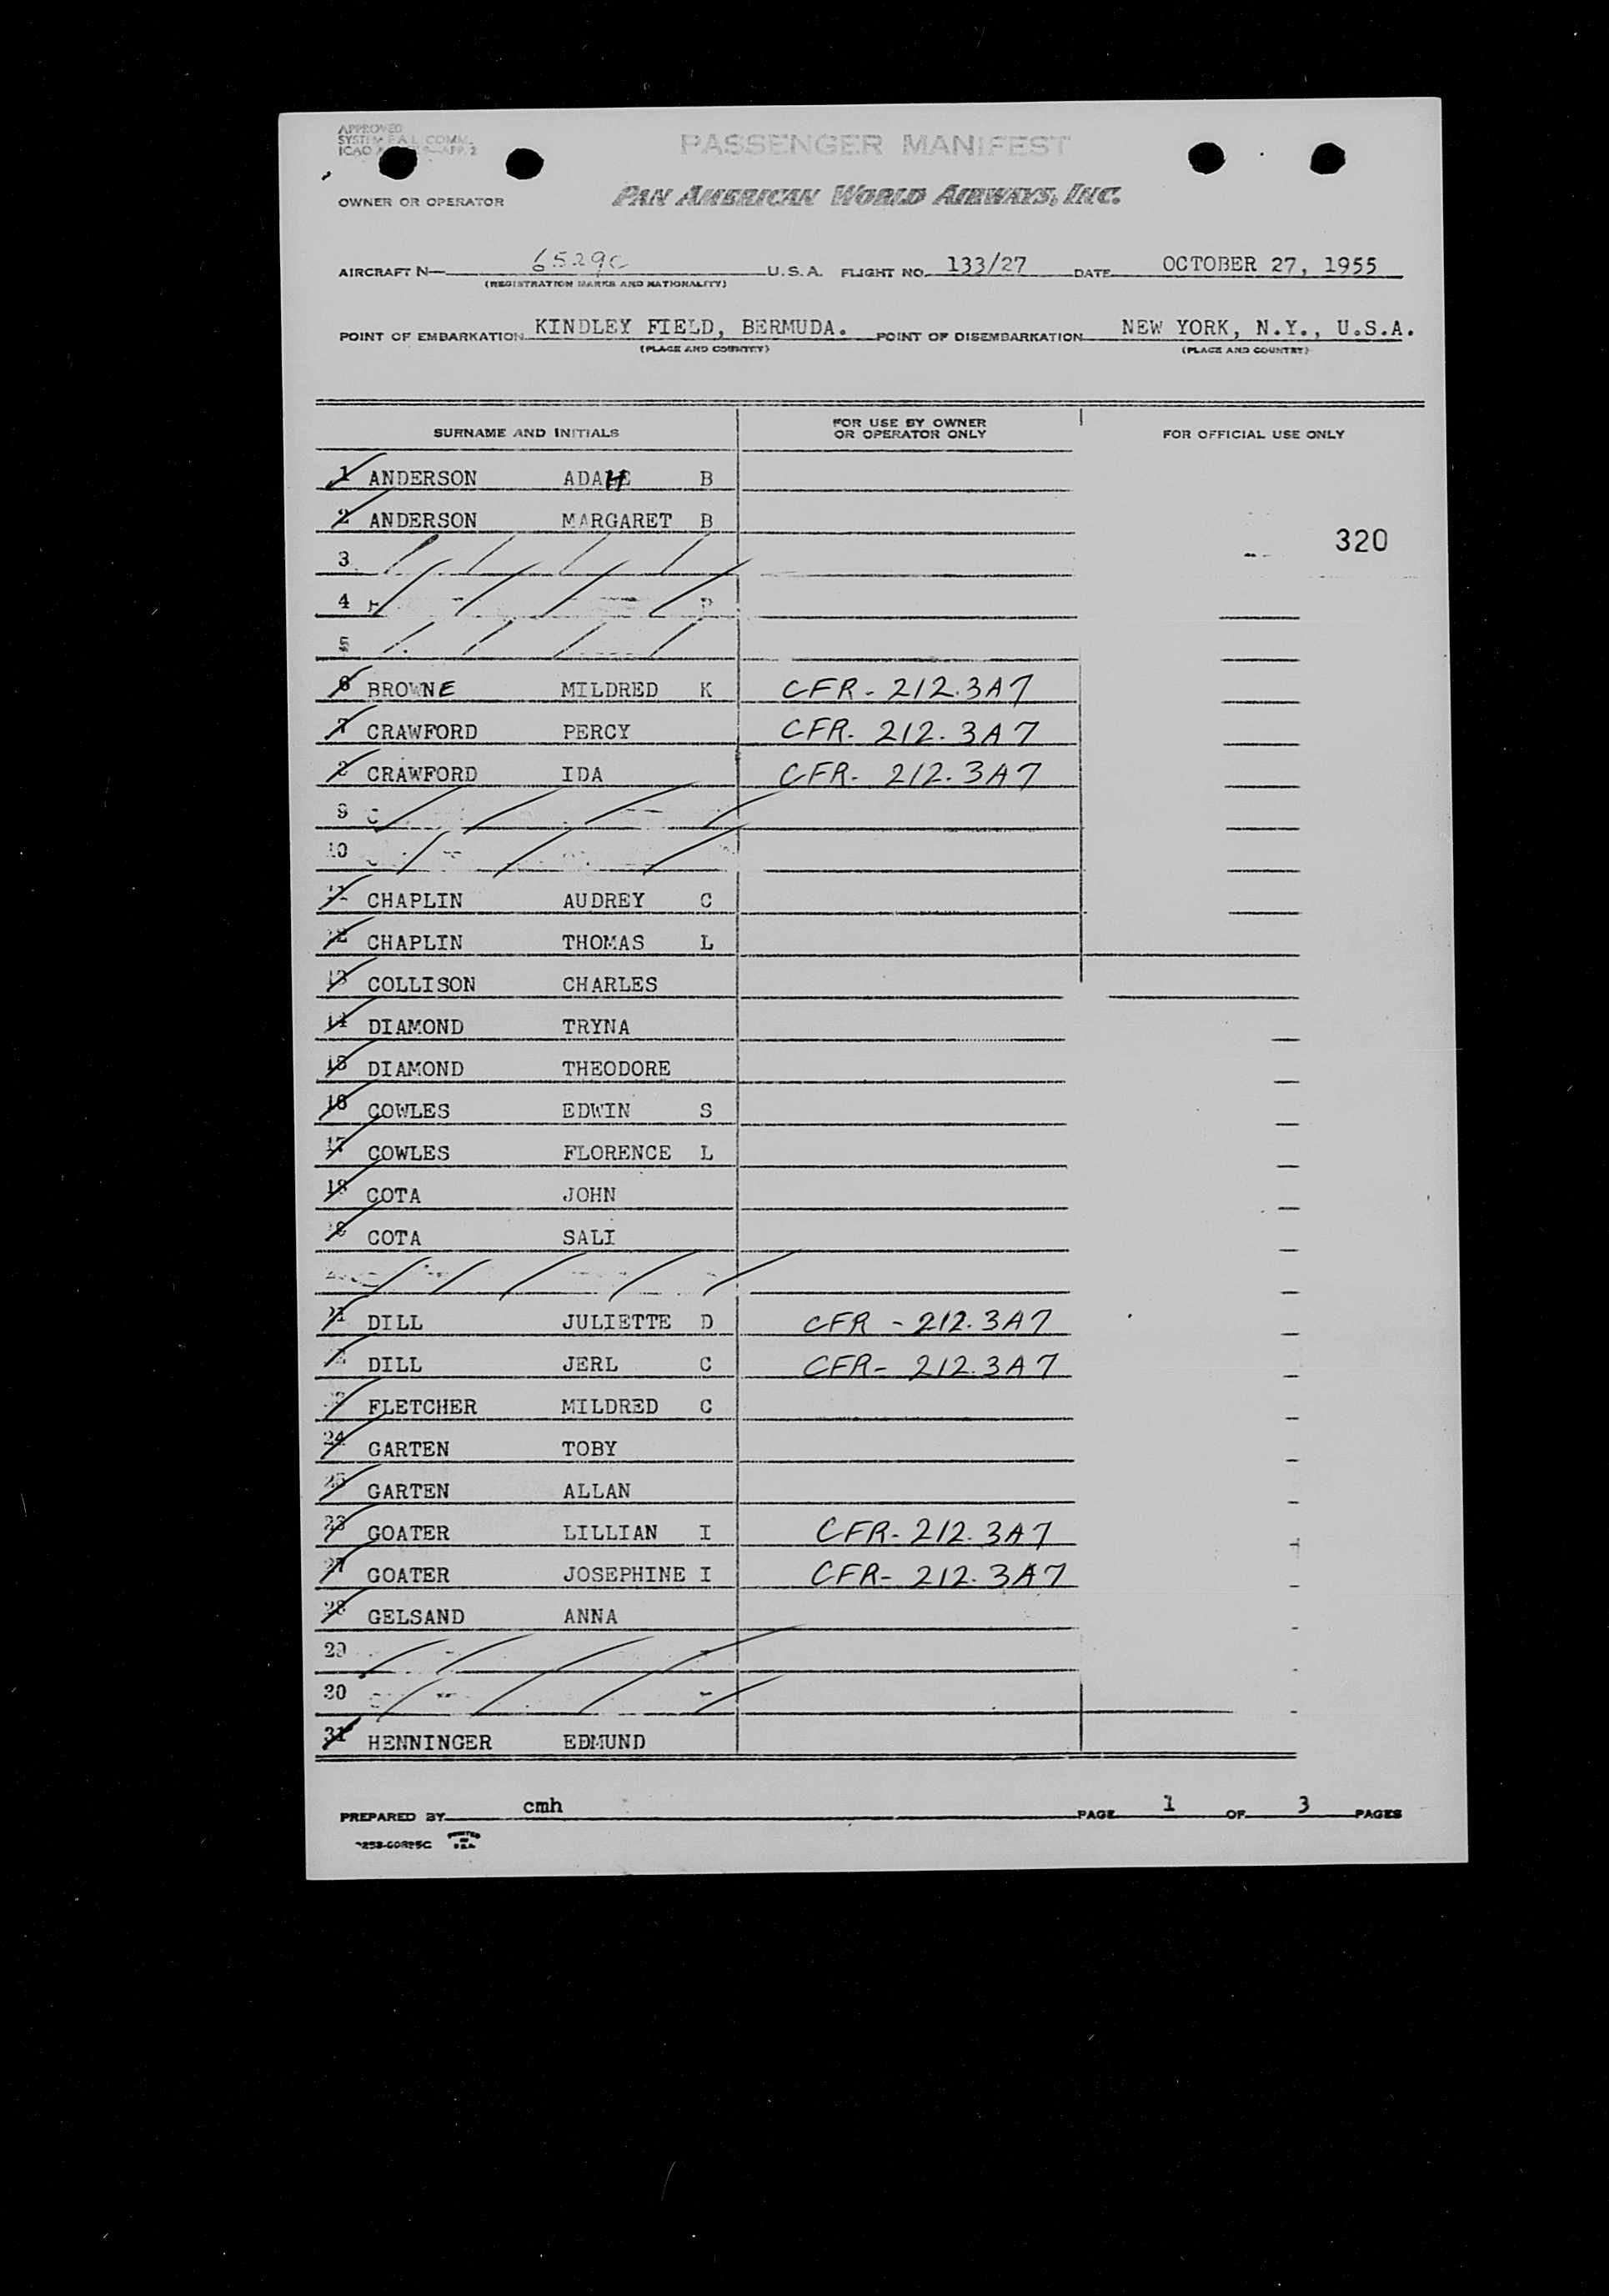 APPROVED
SYSTEM F.A.L. COMM.
ICAO
PASSENGER MANIFEST
OWNER OR OPERATOR PAN AMERICAN WORLD AIRWAYS, INC.
AIRCRAFT N— 6529C U.S.A. FLIGHT NO. 133/27 DATE OCTOBER 27, 1955
(REGISTRATION MARKS AND NATIONALITY)
POINT OF EMBARKATION KINDLEY FIELD, BERMUDA. POINT OF DISEMBARKATION NEW YORK, N.Y., U.S.A.
(PLACE AND COUNTRY) (PLACE AND COUNTRY)
SURNAME AND INITIALS FOR USE BY OWNER OR OPERATOR ONLY FOR OFFICIAL USE ONLY
1 ANDERSON ADAH B
2 ANDERSON MARGARET B
320
3
4
5
6 BROWNE MILDRED K CFR- 212.3A7
7 CRAWFORD PERCY CFR- 212.3A7
8 CRAWFORD IDA CFR- 212.3A7
9
10
11 CHAPLIN AUDREY C
12 CHAPLIN THOMAS L
13 COLLISON CHARLES
14 DIAMOND TRYNA
15 DIAMOND THEODORE
16 COWLES EDWIN S
17 COWLES FLORENCE L
18 COTA JOHN
19 COTA SALI
21 DILL JULIETTE D CFR - 212.3A7
DILL JERL C CFR- 212.3A7
FLETCHER MILDRED C
24 GARTEN TOBY
25 GARTEN ALLAN
26 GOATER LILLIAN I CFR- 212.3A7
27 GOATER JOSEPHINE I CFR- 212.3A7
28 GELSAND ANNA
29
30
31 HENNINGER EDMUND
PREPARED BY cmh PAGE 1 OF 3 PAGES
PRINTED IN U.S.A.